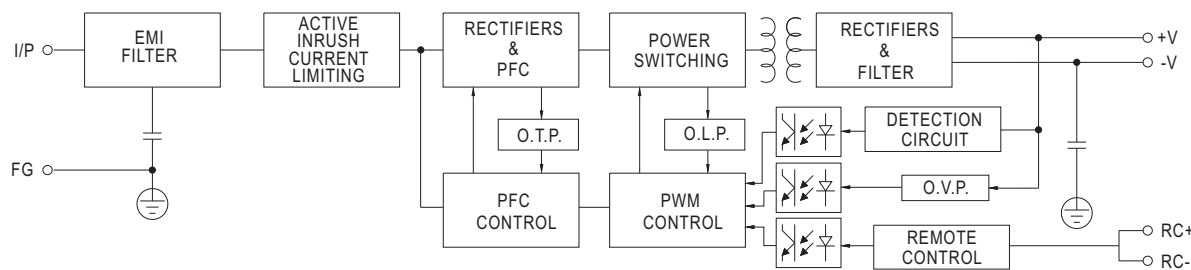 I/P
EMI
FILTER
ACTIVE
INRUSH
CURRENT
LIMITING
RECTIFIERS
&
PFC
POWER
SWITCHING
RECTIFIERS
&
FILTER
+V
-V
O.T.P.
O.L.P.
DETECTION
CIRCUIT
FG
PFC
CONTROL
PWM
CONTROL
O.V.P.
REMOTE
CONTROL
RC+
RC-